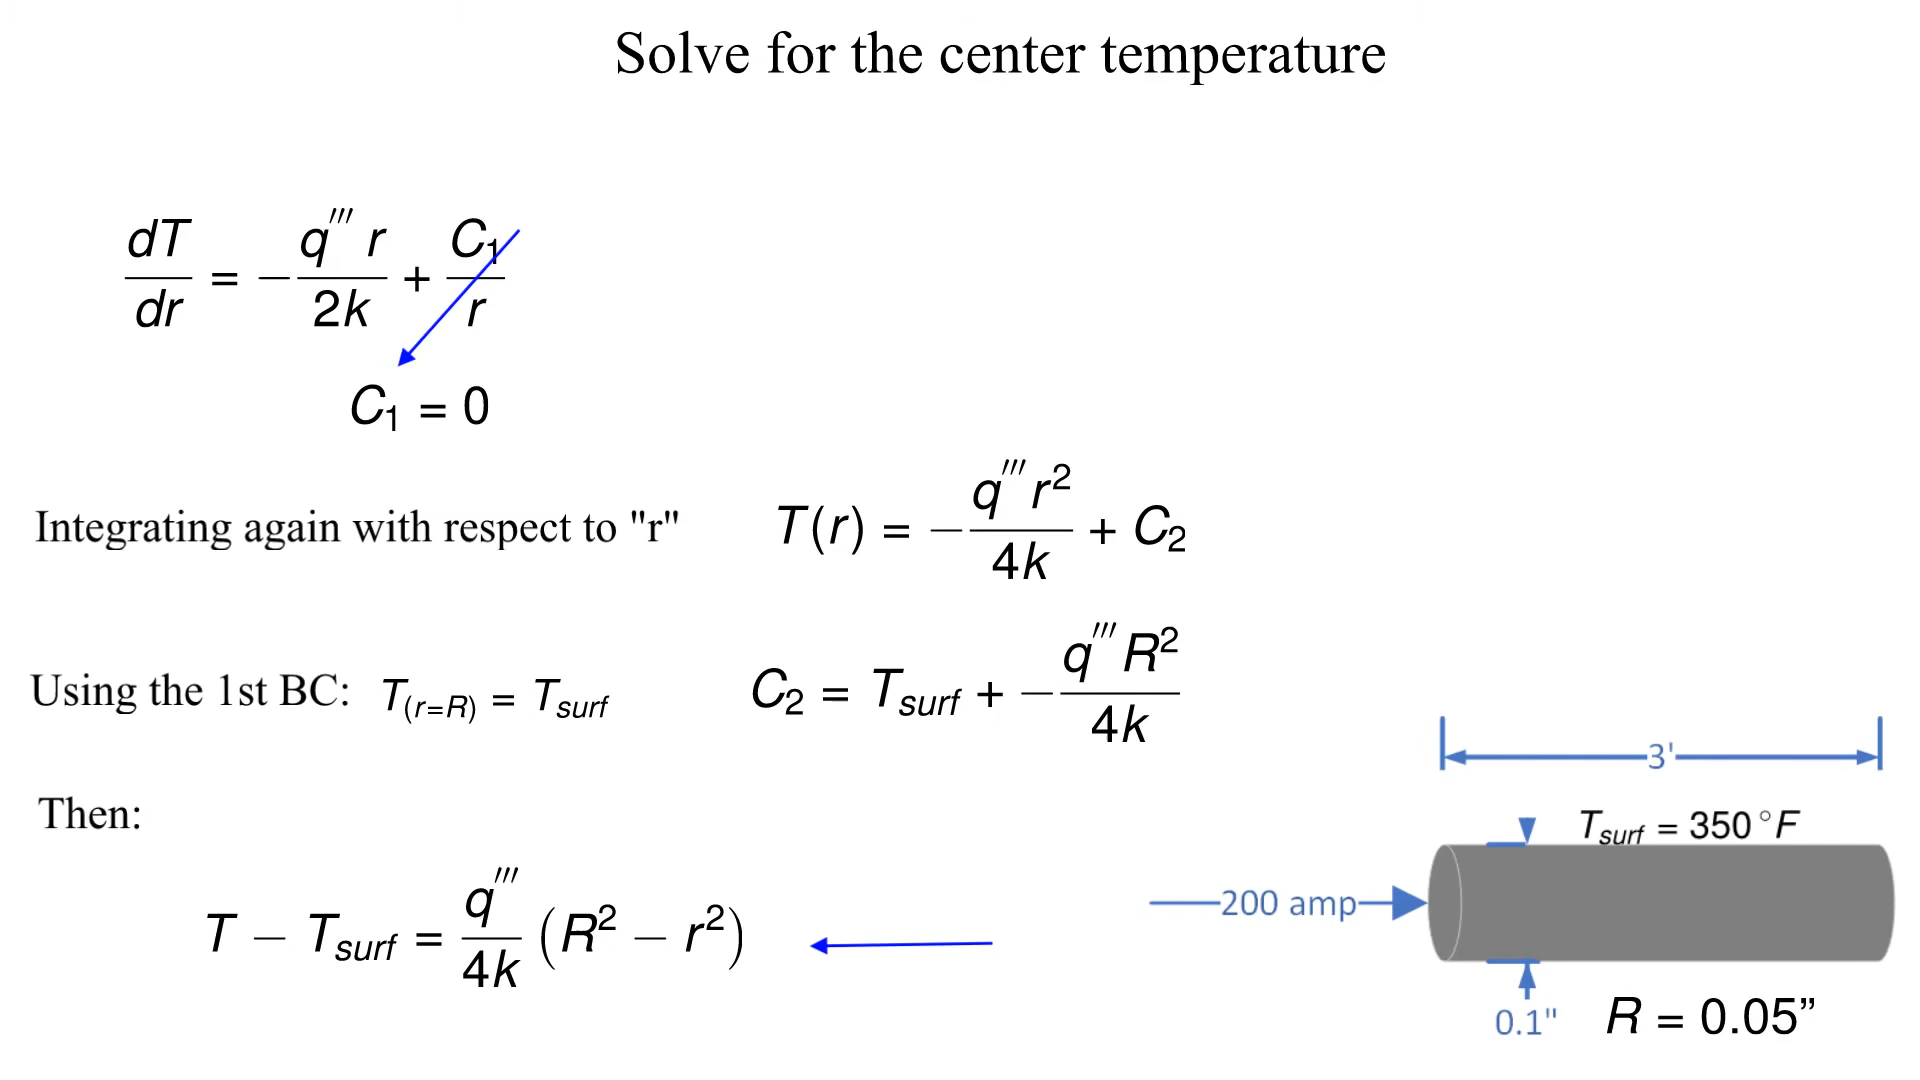 Solve for the center temperature
dT/dr = − q''' r/2k + C₁/r
C₁ = 0
Integrating again with respect to "r" T(r) = − q''' r²/4k + C₂
Using the 1st BC: T₍r=R₎ = Tsurf C₂ = Tsurf + − q''' R²/4k
Then:
T − Tsurf = q'''/4k (R² − r²)
3'
Tsurf = 350 °F
200 amp
0.1" R = 0.05”